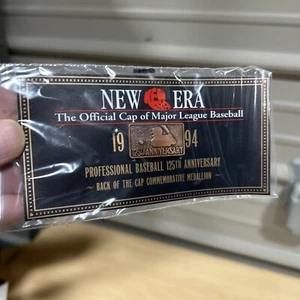 NEW ERA
The Official Cap of Major League Baseball
19 94
ANNIVERSARY
PROFESSIONAL BASEBALL 125TH ANNIVERSARY
– BACK OF THE CAP COMMEMORATIVE MEDALLION –